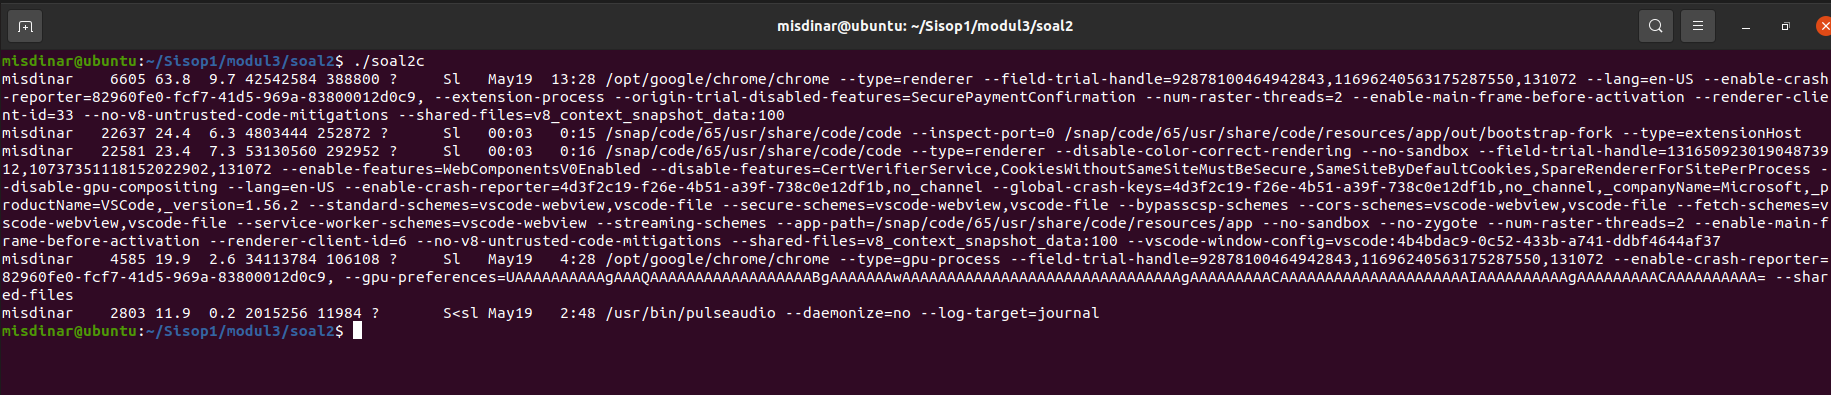 misdinar@ubuntu: ~/Sisop1/modul3/soal2
misdinar@ubuntu:~/Sisop1/modul3/soal2$ ./soal2c
misdinar    6605 63.8  9.7 42542584 388800 ?     Sl   May19  13:28 /opt/google/chrome/chrome --type=renderer --field-trial-handle=92878100464942843,11696240563175287550,131072 --lang=en-US --enable-crash
-reporter=82960fe0-fcf7-41d5-969a-83800012d0c9, --extension-process --origin-trial-disabled-features=SecurePaymentConfirmation --num-raster-threads=2 --enable-main-frame-before-activation --renderer-clie
nt-id=33 --no-v8-untrusted-code-mitigations --shared-files=v8_context_snapshot_data:100
misdinar   22637 24.4  6.3 4803444 252872 ?      Sl   00:03   0:15 /snap/code/65/usr/share/code/code --inspect-port=0 /snap/code/65/usr/share/code/resources/app/out/bootstrap-fork --type=extensionHost
misdinar   22581 23.4  7.3 53130560 292952 ?     Sl   00:03   0:16 /snap/code/65/usr/share/code/code --type=renderer --disable-color-correct-rendering --no-sandbox --field-trial-handle=131650923019048739
12,10737351118152022902,131072 --enable-features=WebComponentsV0Enabled --disable-features=CertVerifierService,CookiesWithoutSameSiteMustBeSecure,SameSiteByDefaultCookies,SpareRendererForSitePerProcess -
-disable-gpu-compositing --lang=en-US --enable-crash-reporter=4d3f2c19-f26e-4b51-a39f-738c0e12df1b,no_channel --global-crash-keys=4d3f2c19-f26e-4b51-a39f-738c0e12df1b,no_channel,_companyName=Microsoft,_p
roductName=VSCode,_version=1.56.2 --standard-schemes=vscode-webview,vscode-file --secure-schemes=vscode-webview,vscode-file --bypasscsp-schemes --cors-schemes=vscode-webview,vscode-file --fetch-schemes=v
scode-webview,vscode-file --service-worker-schemes=vscode-webview --streaming-schemes --app-path=/snap/code/65/usr/share/code/resources/app --no-sandbox --no-zygote --num-raster-threads=2 --enable-main-f
rame-before-activation --renderer-client-id=6 --no-v8-untrusted-code-mitigations --shared-files=v8_context_snapshot_data:100 --vscode-window-config=vscode:4b4bdac9-0c52-433b-a741-ddbf4644af37
misdinar    4585 19.9  2.6 34113784 106108 ?     Sl   May19   4:28 /opt/google/chrome/chrome --type=gpu-process --field-trial-handle=92878100464942843,11696240563175287550,131072 --enable-crash-reporter=
82960fe0-fcf7-41d5-969a-83800012d0c9, --gpu-preferences=UAAAAAAAAAAgAAAQAAAAAAAAAAAAAAAAAABgAAAAAAAwAAAAAAAAAAAAAAAAAAAAAAAAAAAAAAAgAAAAAAAAACAAAAAAAAAAAAAAAAAAAAAIAAAAAAAAAAgAAAAAAAAACAAAAAAAAAA= --shar
ed-files
misdinar    2803 11.9  0.2 2015256 11984 ?       S<sl May19   2:48 /usr/bin/pulseaudio --daemonize=no --log-target=journal
misdinar@ubuntu:~/Sisop1/modul3/soal2$